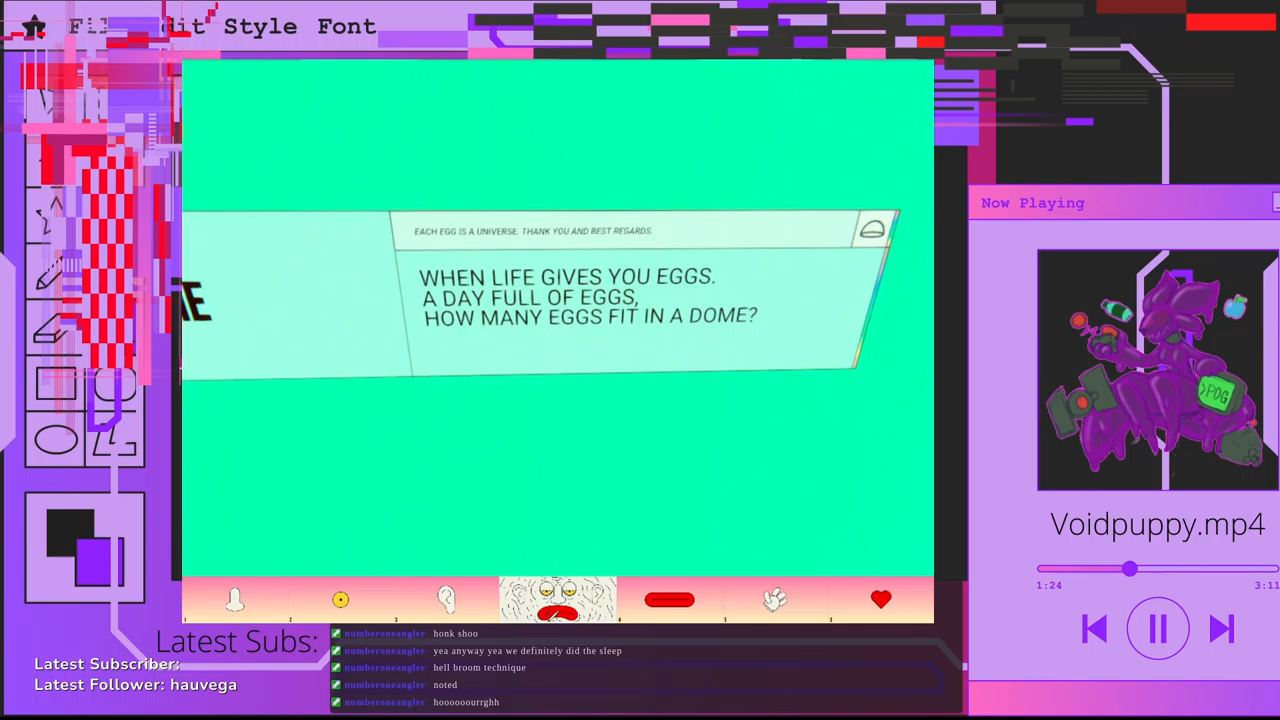 Style Font
EACH EGG IS A UNIVERSE. THANK YOU AND BEST REGARDS.
WHEN LIFE GIVES YOU EGGS.
A DAY FULL OF EGGS,
HOW MANY EGGS FIT IN A DOME?
Now Playing
>POG
Voidpuppy.mp4
1:24
3:11
Latest Subs:
Latest Subscriber:
Latest Follower: hauvega
numberoneangler honk shoo
numberoneangler yea anyway yea we definitely did the sleep
numberoneangler hell broom technique
numberoneangler noted
numberoneangler hoooooourrghh